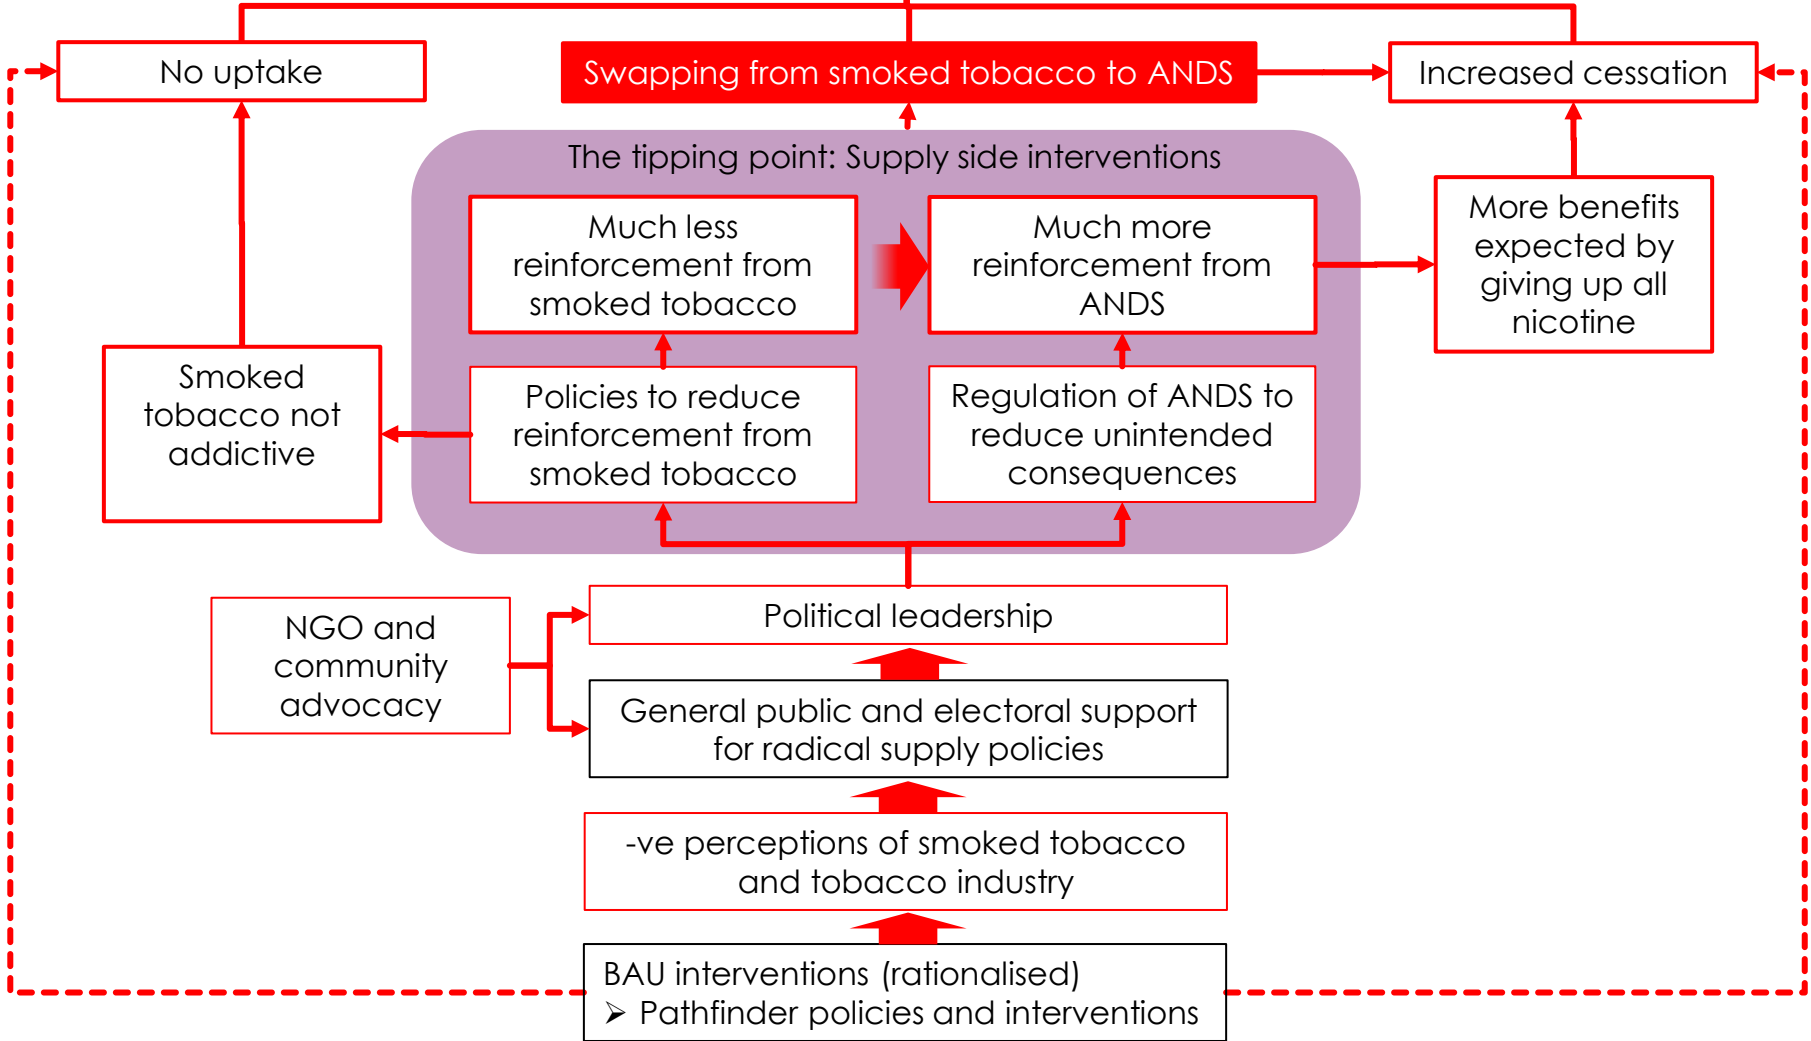 No uptake
Swapping from smoked tobacco to ANDS
Increased cessation
The tipping point: Supply side interventions
Much less
reinforcement from
smoked tobacco
Much more
reinforcement from
ANDS
More benefits
expected by
giving up all
nicotine
Smoked
tobacco not
addictive
Policies to reduce
reinforcement from
smoked tobacco
Regulation of ANDS to
reduce unintended
consequences
NGO and
community
advocacy
Political leadership
General public and electoral support
for radical supply policies
-ve perceptions of smoked tobacco
and tobacco industry
BAU interventions (rationalised)
➢ Pathfinder policies and interventions